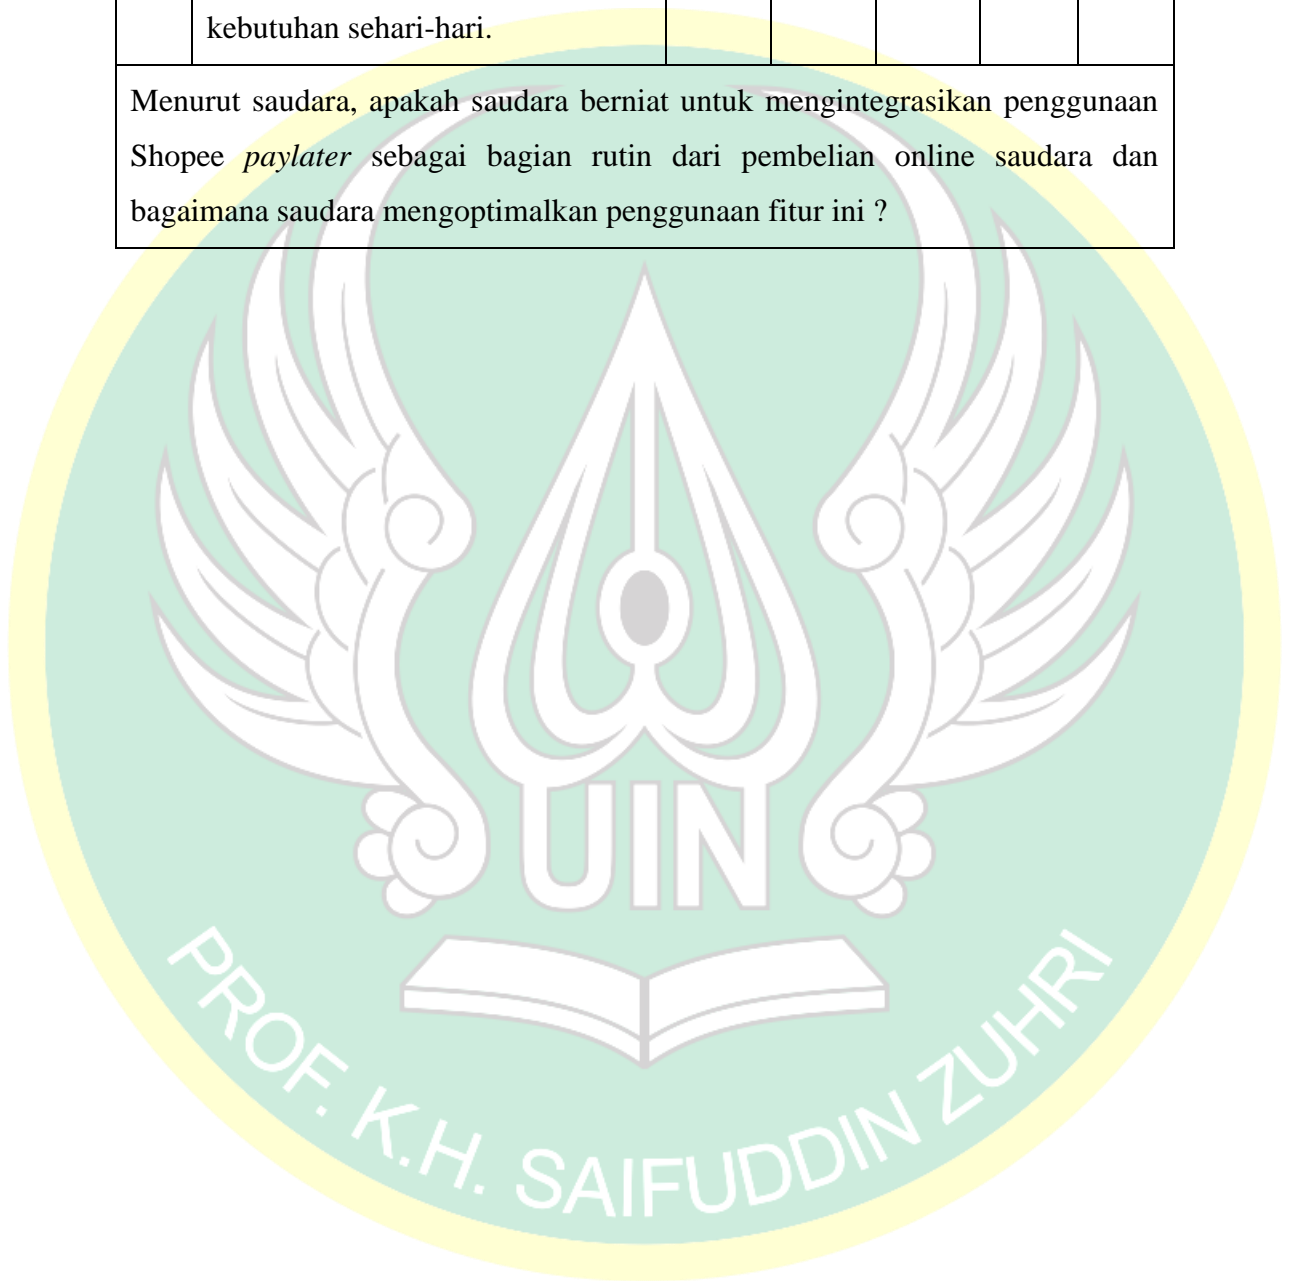 kebutuhan sehari-hari.
Menurut saudara, apakah saudara berniat untuk mengintegrasikan penggunaan
Shopee paylater sebagai bagian rutin dari pembelian online saudara dan
bagaimana saudara mengoptimalkan penggunaan fitur ini ?
UIN
PROF. K.H. SAIFUDDIN ZUHRI